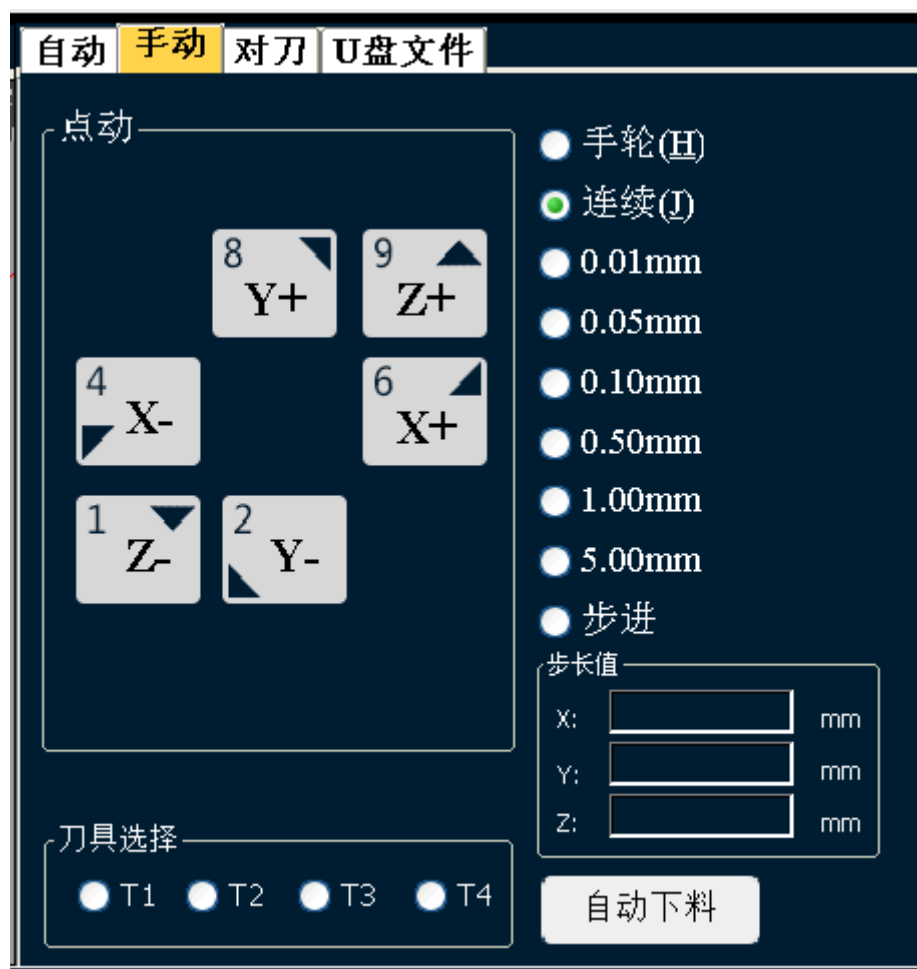 自动 手动 对刀 U盘文件
点动
8 Y+
9 Z+
4 X-
6 X+
1 Z-
2 Y-
手轮(H)
连续(J)
0.01mm
0.05mm
0.10mm
0.50mm
1.00mm
5.00mm
步进
步长值
X: mm
Y: mm
Z: mm
刀具选择
T1 T2 T3 T4
自动下料